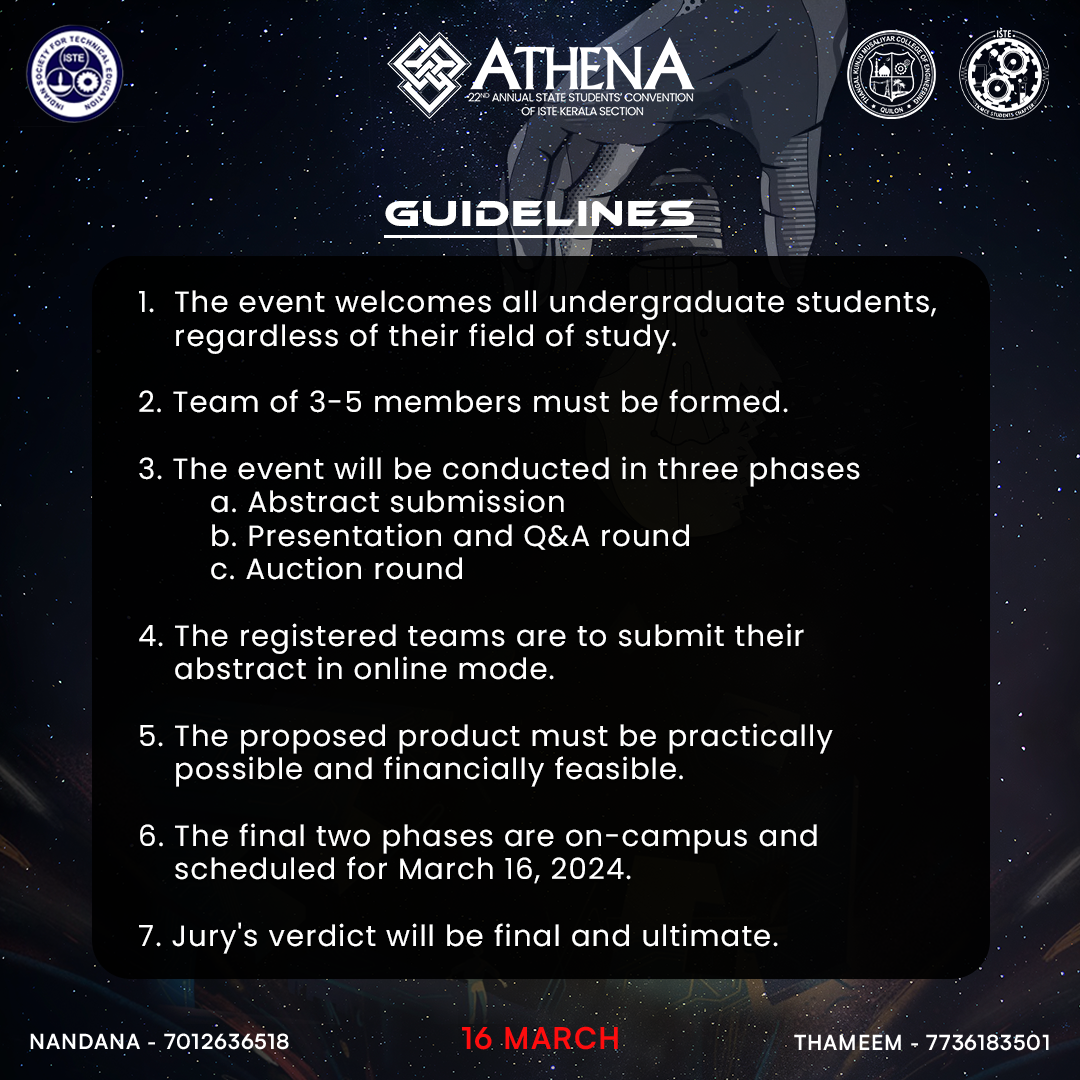 INDIAN SOCIETY FOR TECHNICAL EDUCATION
ISTE
ATHENA
22ND ANNUAL STATE STUDENTS' CONVENTION
OF ISTE KERALA SECTION
THANGAL KUNJU MUSALIYAR COLLEGE OF ENGINEERING
QUILON
ISTE
STUDENTS CHAPTER
GUIDELINES
1. The event welcomes all undergraduate students,
regardless of their field of study.
2. Team of 3-5 members must be formed.
3. The event will be conducted in three phases
a. Abstract submission
b. Presentation and Q&A round
c. Auction round
4. The registered teams are to submit their
abstract in online mode.
5. The proposed product must be practically
possible and financially feasible.
6. The final two phases are on-campus and
scheduled for March 16, 2024.
7. Jury's verdict will be final and ultimate.
NANDANA - 7012636518
16 MARCH
THAMEEM - 7736183501